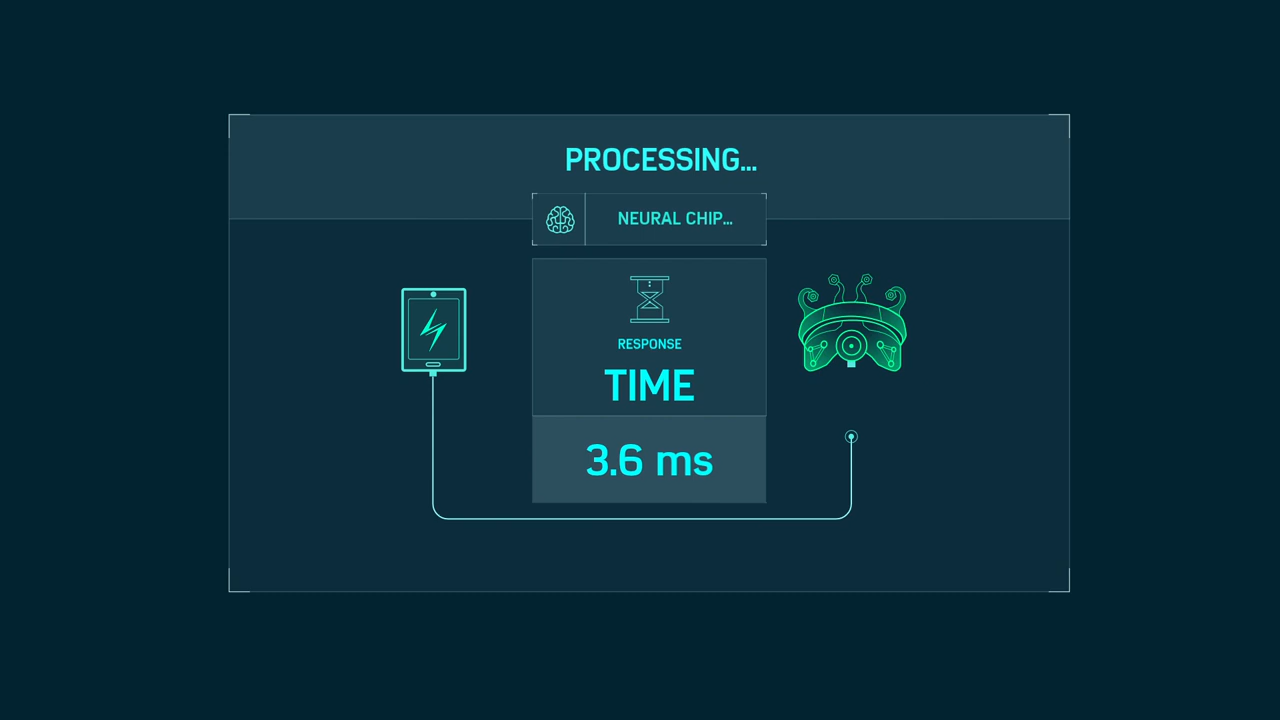 PROCESSING...
NEURAL CHIP...
RESPONSE
TIME
3.6 ms